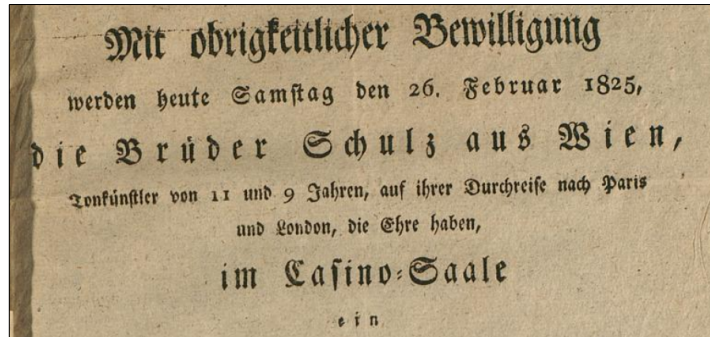 Mit obrigkeitlicher Bewilligung
werden heute Samſtag den 26. Februar 1825,
die Brüder Schulz aus Wien,
Tonkünſtler von 11 und 9 Jahren, auf ihrer Durchreiſe nach Paris
und London, die Ehre haben,
im Caſino-Saale
ein